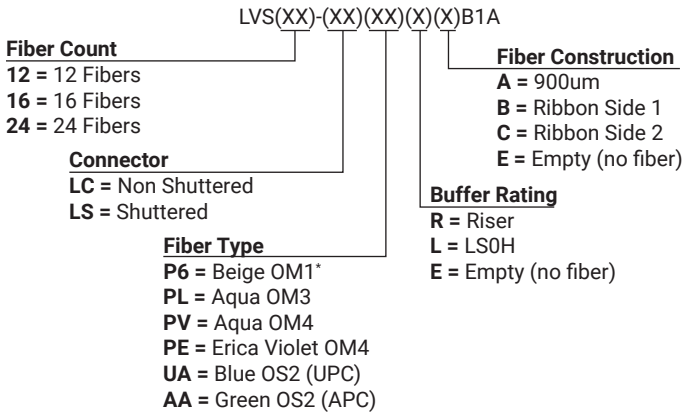 LVS(XX)-(XX)(XX)(X)(X)B1A
Fiber Count
12 = 12 Fibers
16 = 16 Fibers
24 = 24 Fibers
Connector
LC = Non Shuttered
LS = Shuttered
Fiber Type
P6 = Beige OM1*
PL = Aqua OM3
PV = Aqua OM4
PE = Erica Violet OM4
UA = Blue OS2 (UPC)
AA = Green OS2 (APC)
Buffer Rating
R = Riser
L = LS0H
E = Empty (no fiber)
Fiber Construction
A = 900um
B = Ribbon Side 1
C = Ribbon Side 2
E = Empty (no fiber)